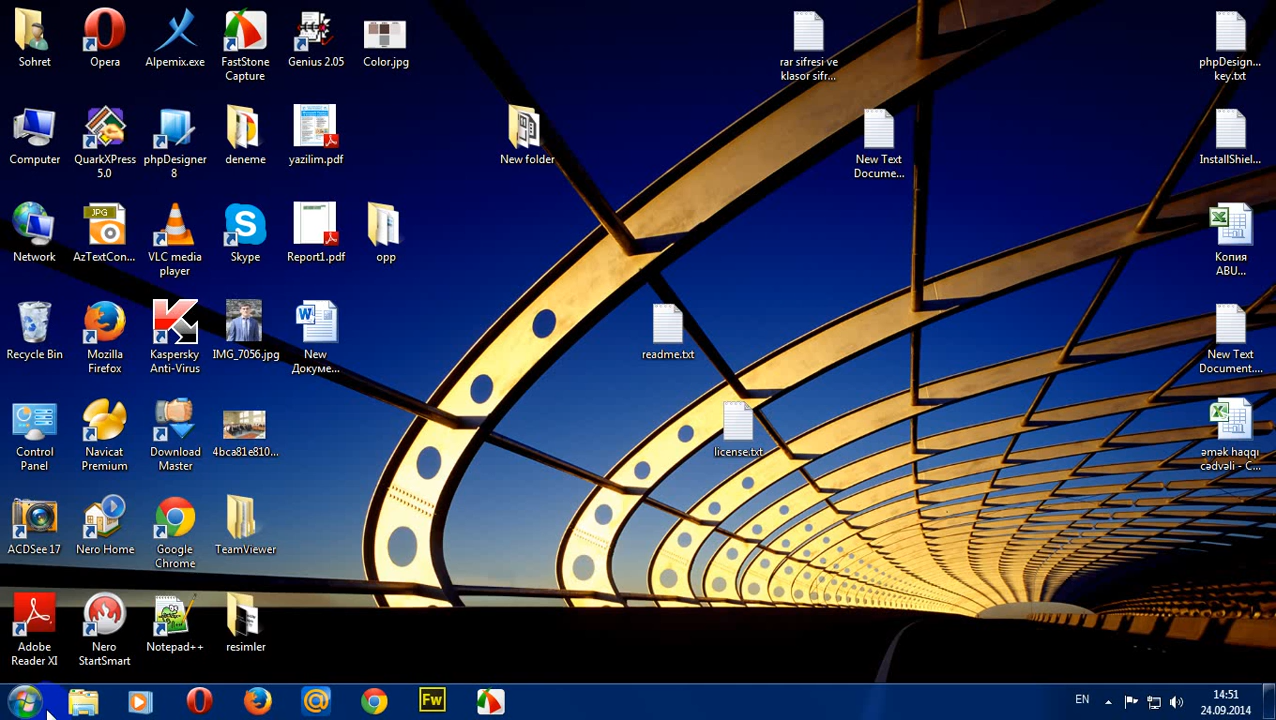 Sohret
Opera
Alpemix.exe
FastStone
Capture
Genius 2.05
Color.jpg
rar sifresi ve
klasor sifr...
phpDesign...
key.txt
Computer
QuarkXPress
5.0
phpDesigner
8
deneme
yazilim.pdf
New folder
New Text
Docume...
InstallShiel...
Network
JPG
AzTextCon...
VLC media
player
Skype
Report1.pdf
opp
Копия
ABU...
Recycle Bin
Mozilla
Firefox
Kaspersky
Anti-Virus
IMG_7056.jpg
New
Докуме...
readme.txt
New Text
Document....
Control
Panel
Navicat
Premium
Download
Master
4bca81e810...
license.txt
əmək haqqı
cədvəli - C...
ACDSee 17
Nero Home
Google
Chrome
TeamViewer
Adobe
Reader XI
Nero
StartSmart
Notepad++
resimler
Fw
EN
14:51
24.09.2014